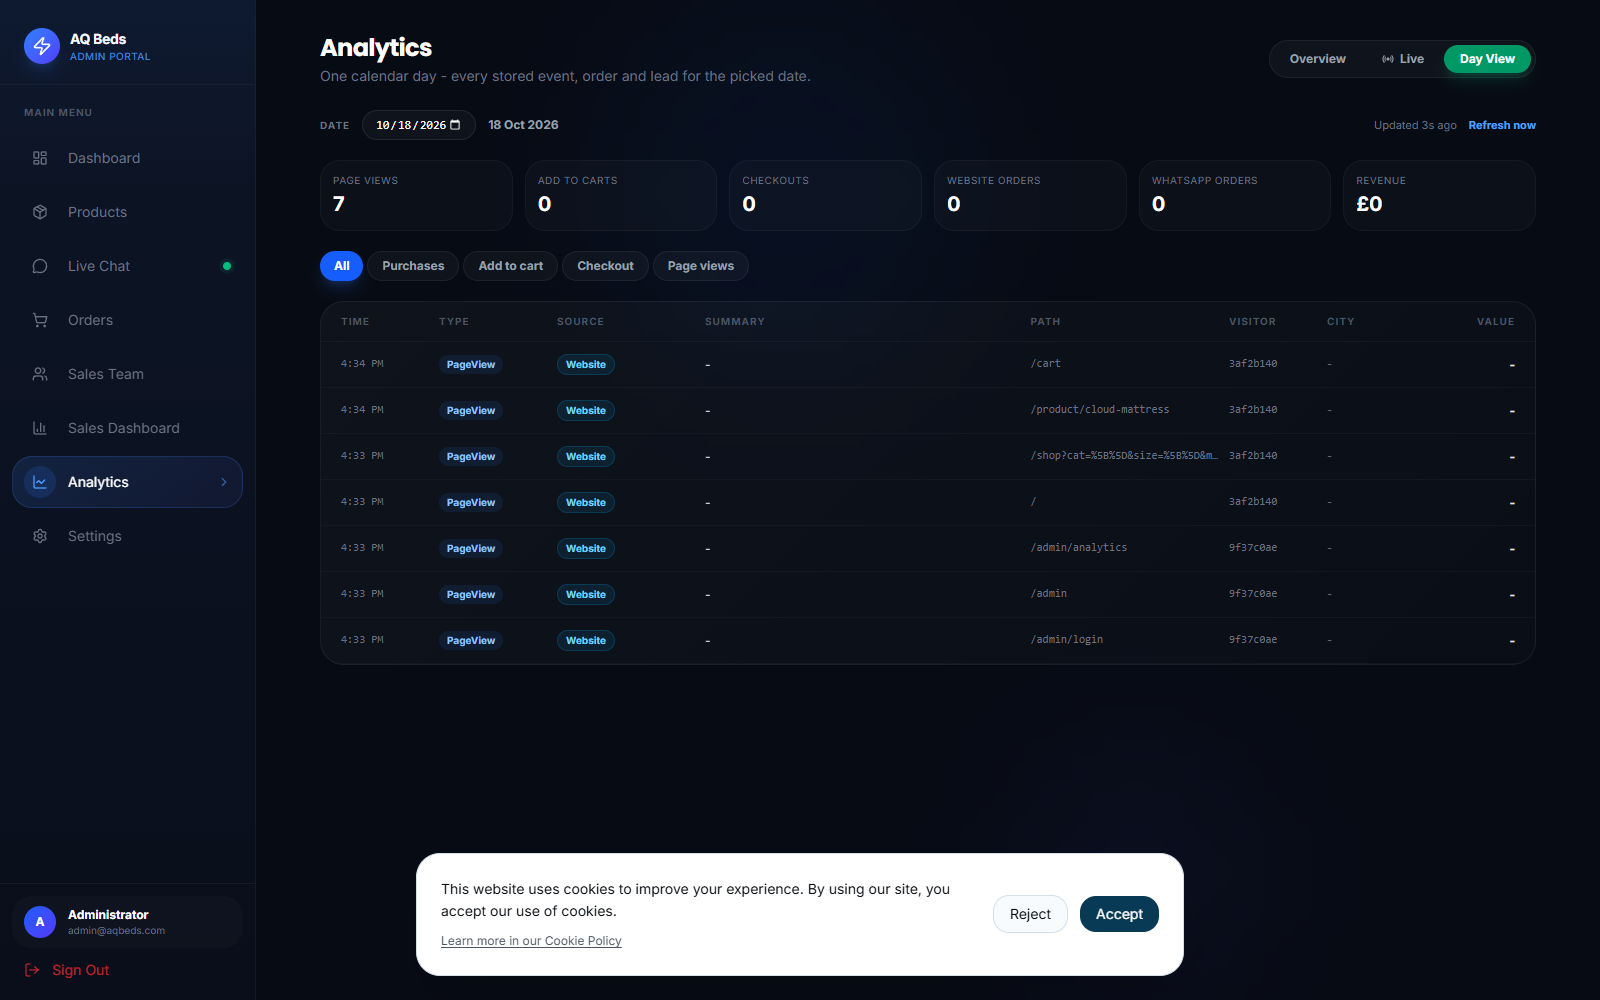 AQ Beds
ADMIN PORTAL
MAIN MENU
Dashboard
Products
Live Chat
Orders
Sales Team
Sales Dashboard
Analytics
Settings
A
Administrator
admin@aqbeds.com
Sign Out
Analytics
One calendar day - every stored event, order and lead for the picked date.
Overview Live Day View
DATE 10/18/2026 18 Oct 2026
Updated 3s ago Refresh now
PAGE VIEWS ADD TO CARTS CHECKOUTS WEBSITE ORDERS WHATSAPP ORDERS REVENUE
7 0 0 0 0 £0
All Purchases Add to cart Checkout Page views
TIME TYPE SOURCE SUMMARY PATH VISITOR CITY VALUE
4:34 PM PageView Website - /cart 3af2b140 - -
4:34 PM PageView Website - /product/cloud-mattress 3af2b140 - -
4:33 PM PageView Website - /shop?cat=%5B%5D&size=%5B%5D&m… 3af2b140 - -
4:33 PM PageView Website - / 3af2b140 - -
4:33 PM PageView Website - /admin/analytics 9f37c0ae - -
4:33 PM PageView Website - /admin 9f37c0ae - -
4:33 PM PageView Website - /admin/login 9f37c0ae - -
This website uses cookies to improve your experience. By using our site, you
accept our use of cookies.
Learn more in our Cookie Policy
Reject Accept